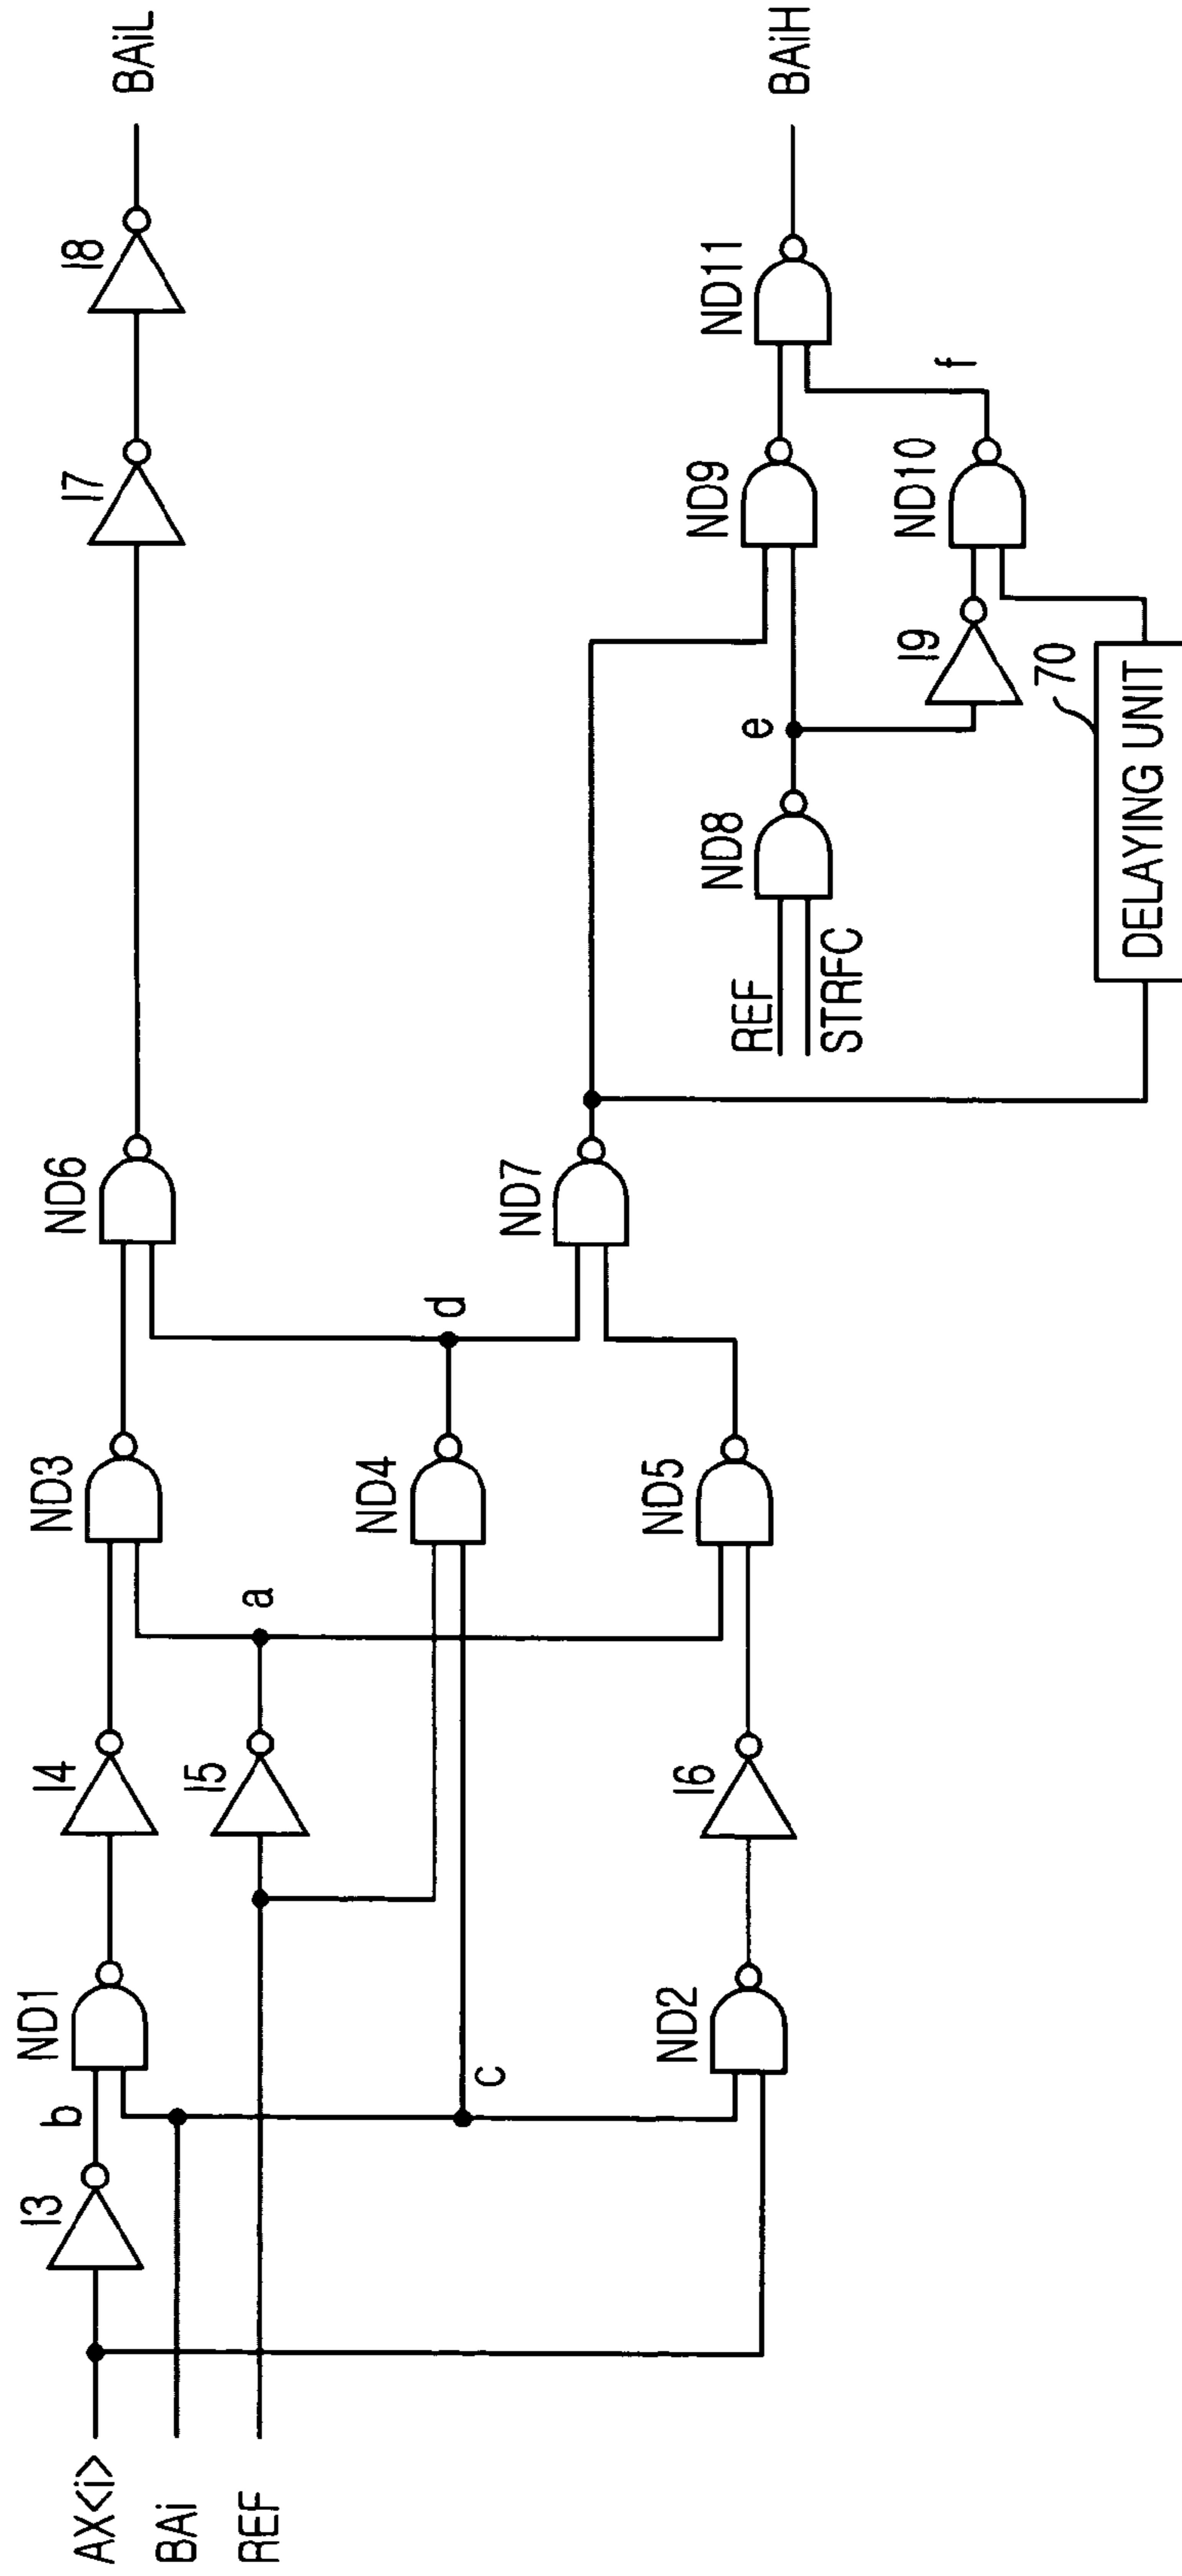 AX<i>
BAi
REF
I3
b
ND1
c
ND2
I4
I5
a
I6
ND3
ND4
ND5
d
ND6
ND7
REF
STRFC
ND8
e
I9
70
DELAYING UNIT
ND9
ND10
f
ND11
I7
I8
BAiL
BAiH